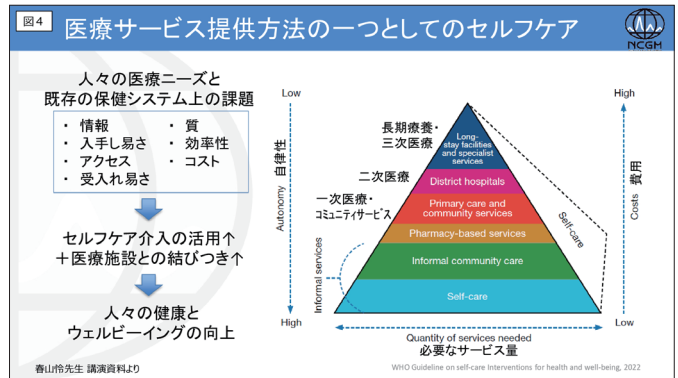 図4
医療サービス提供方法の一つとしてのセルフケア
NCGM
人々の医療ニーズと
既存の保健システム上の課題
・ 情報
・ 入手し易さ
・ アクセス
・ 受入れ易さ
・ 質
・ 効率性
・ コスト
セルフケア介入の活用↑
＋医療施設との結びつき↑
人々の健康と
ウェルビーイングの向上
春山怜先生 講演資料より
Low
Autonomy 自律性
High
Informal services
長期療養・
三次医療
二次医療
一次医療・
コミュニティサービス
Long-
stay facilities
and specialist
services
District hospitals
Primary care and
community services
Pharmacy-based services
Informal community care
Self-care
Self-care
High
Costs 費用
Low
Quantity of services needed
必要なサービス量
WHO Guideline on self-care Interventions for health and well-being, 2022